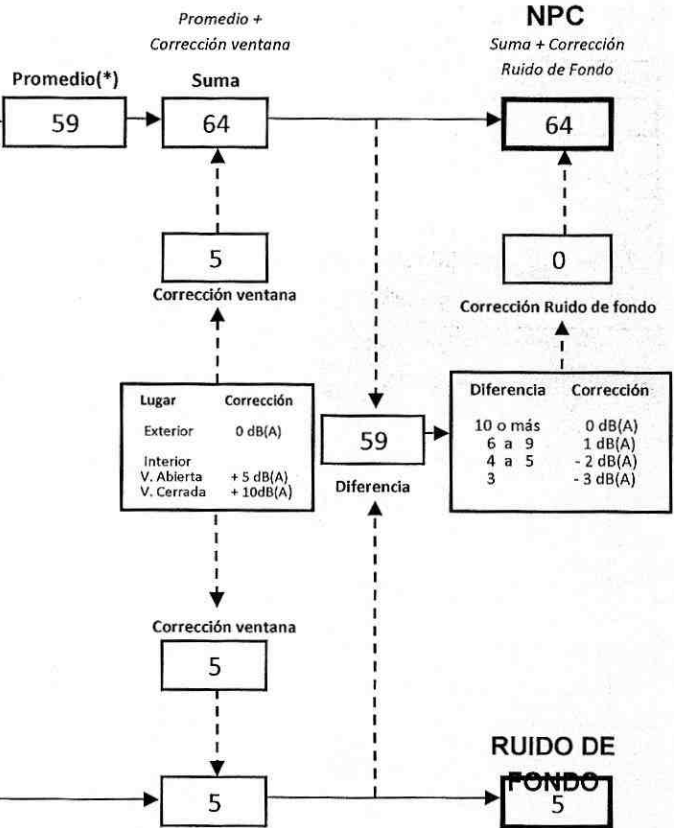 Promedio +
Corrección ventana
NPC
Suma + Corrección
Ruido de Fondo
Promedio(*)
Suma
59
64
64
5
0
Corrección ventana
Corrección Ruido de fondo
Lugar Corrección
Exterior 0 dB(A)
Interior
V. Abierta + 5 dB(A)
V. Cerrada + 10dB(A)
59
Diferencia
Diferencia Corrección
10 o más 0 dB(A)
6 a 9 1 dB(A)
4 a 5 - 2 dB(A)
3 - 3 dB(A)
Corrección ventana
5
RUIDO DE
FONDO
5
5